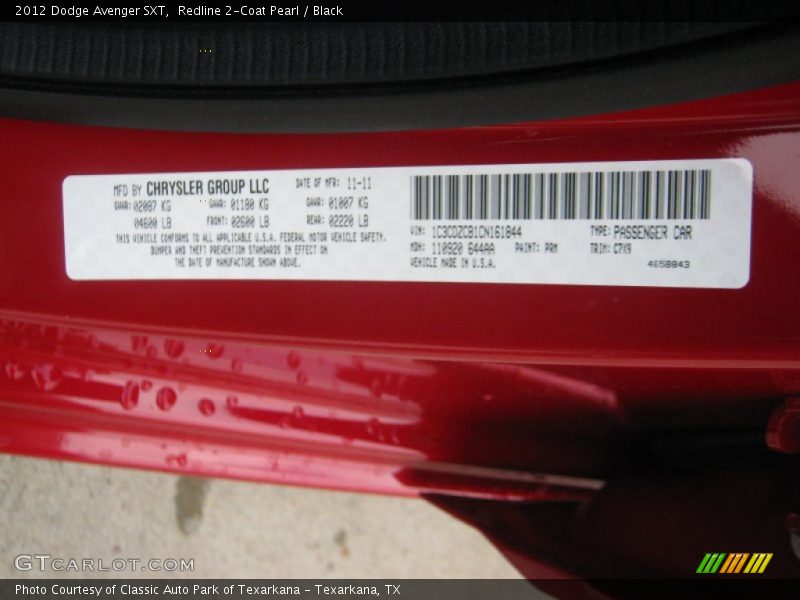 2012 Dodge Avenger SXT, Redline 2-Coat Pearl / Black
MFD BY CHRYSLER GROUP LLC DATE OF MFR: 11-11
GVWR: 02087 KG GAWR: 01180 KG GAWR: 01007 KG
04600 LB FRONT: 02600 LB REAR: 02220 LB
THIS VEHICLE CONFORMS TO ALL APPLICABLE U.S.A. FEDERAL MOTOR VEHICLE SAFETY,
BUMPER AND THEFT PREVENTION STANDARDS IN EFFECT ON
THE DATE OF MANUFACTURE SHOWN ABOVE.
VIN: 1C3CDZCB1CN161844 TYPE: PASSENGER CAR
MDH: 110920 644AA PAINT: PRM TRIM: C7X9
VEHICLE MADE IN U.S.A. 4658843
GTCARLOT.COM
Photo Courtesy of Classic Auto Park of Texarkana - Texarkana, TX